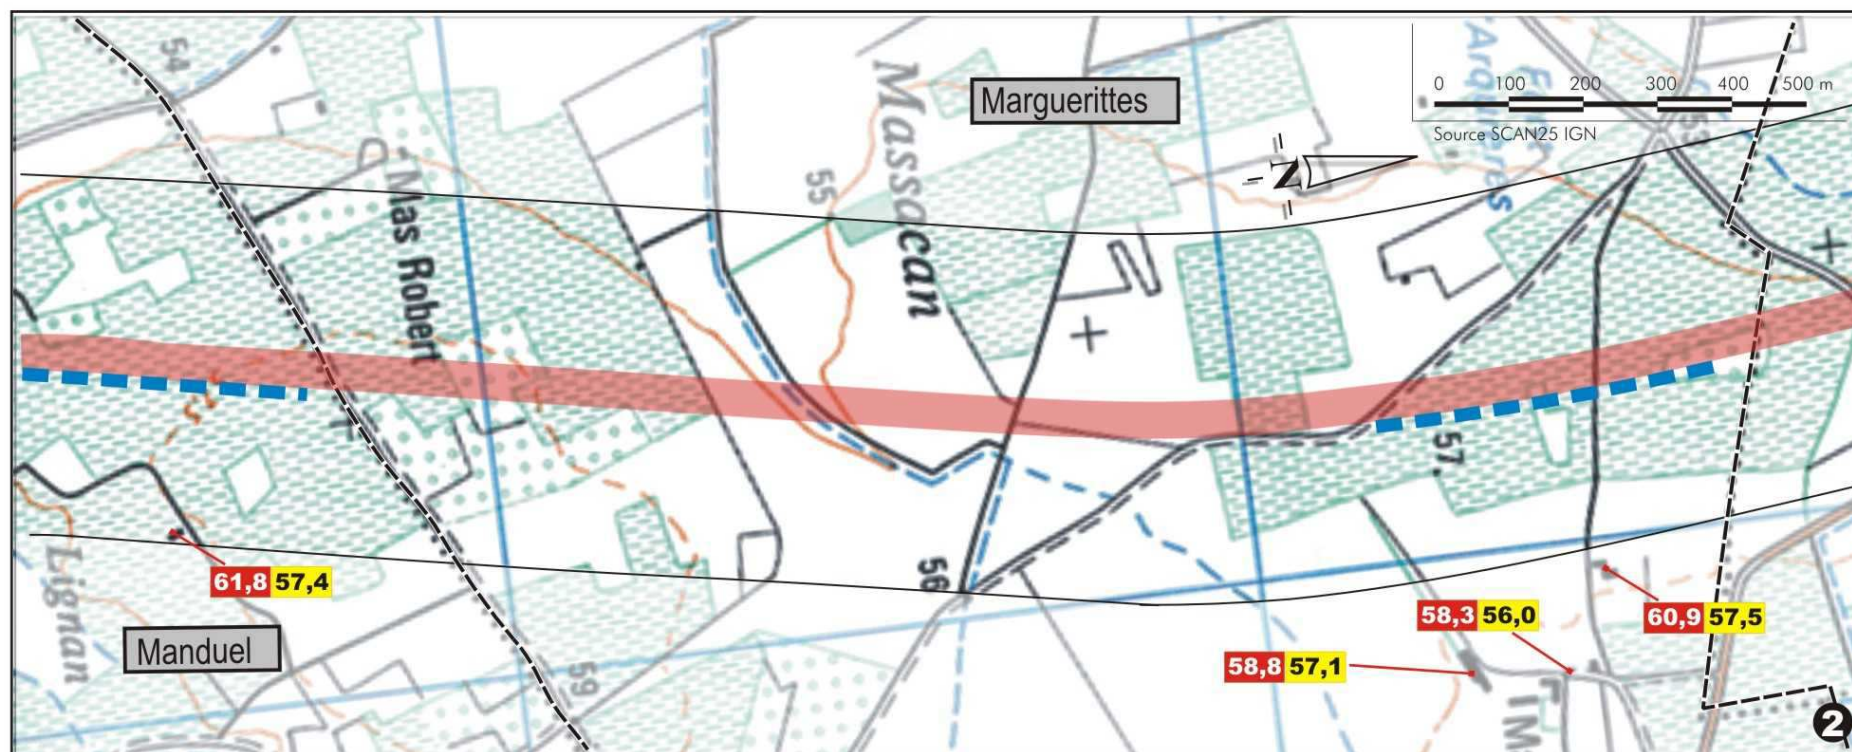 54
Mas Robert
Massacan
55
Marguerittes
0 100 200 300 400 500 m
Source SCAN25 IGN
N
57.
56
59
Lignan
61,8 57,4
Manduel
58,3 56,0
60,9 57,5
58,8 57,1
2